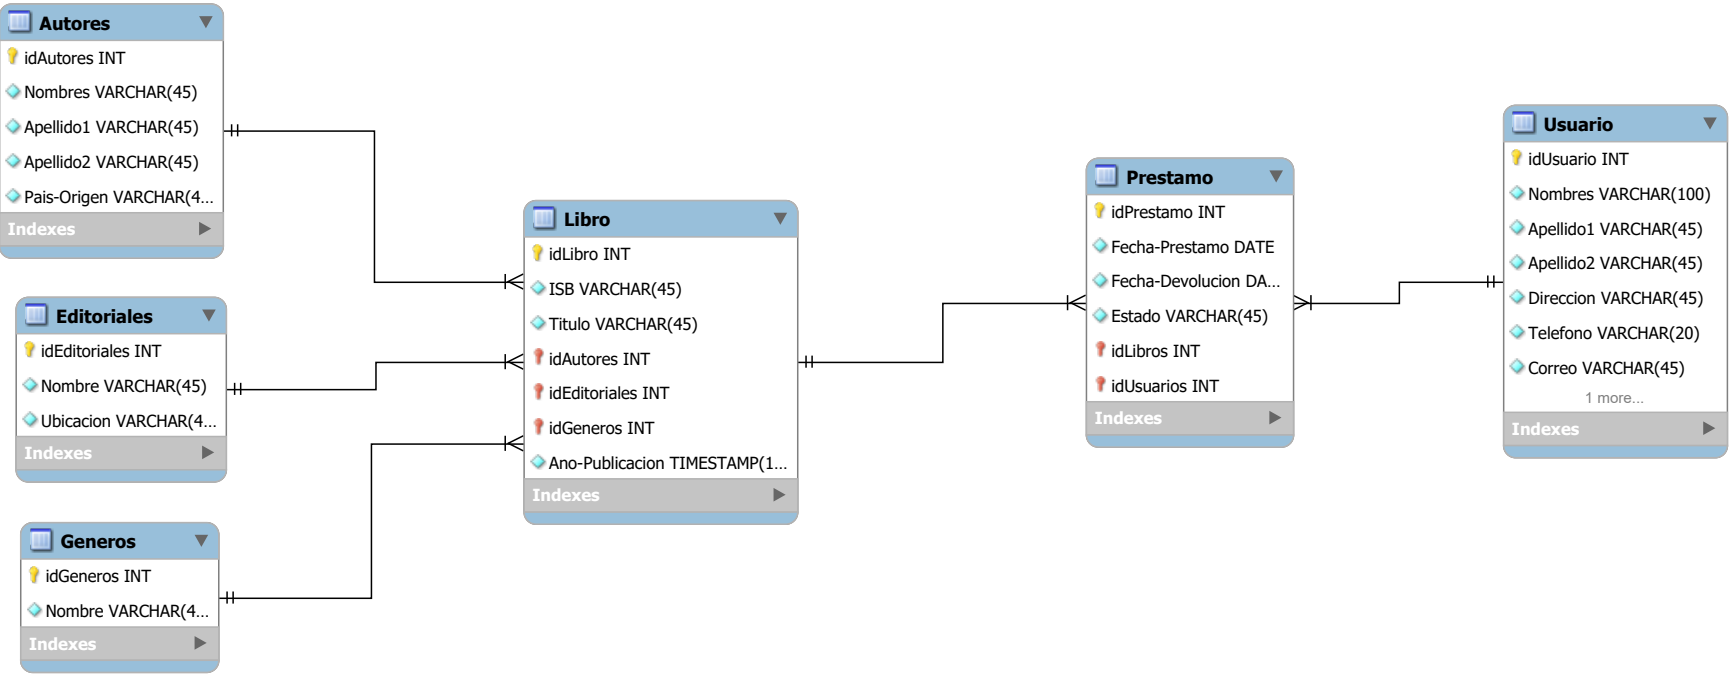 Autores
idAutores INT
Nombres VARCHAR(45)
Apellido1 VARCHAR(45)
Apellido2 VARCHAR(45)
Pais-Origen VARCHAR(4...
Indexes
Editoriales
idEditoriales INT
Nombre VARCHAR(45)
Ubicacion VARCHAR(4...
Indexes
Generos
idGeneros INT
Nombre VARCHAR(4...
Indexes
Libro
idLibro INT
ISB VARCHAR(45)
Titulo VARCHAR(45)
idAutores INT
idEditoriales INT
idGeneros INT
Ano-Publicacion TIMESTAMP(1...
Indexes
Prestamo
idPrestamo INT
Fecha-Prestamo DATE
Fecha-Devolucion DA...
Estado VARCHAR(45)
idLibros INT
idUsuarios INT
Indexes
Usuario
idUsuario INT
Nombres VARCHAR(100)
Apellido1 VARCHAR(45)
Apellido2 VARCHAR(45)
Direccion VARCHAR(45)
Telefono VARCHAR(20)
Correo VARCHAR(45)
1 more...
Indexes